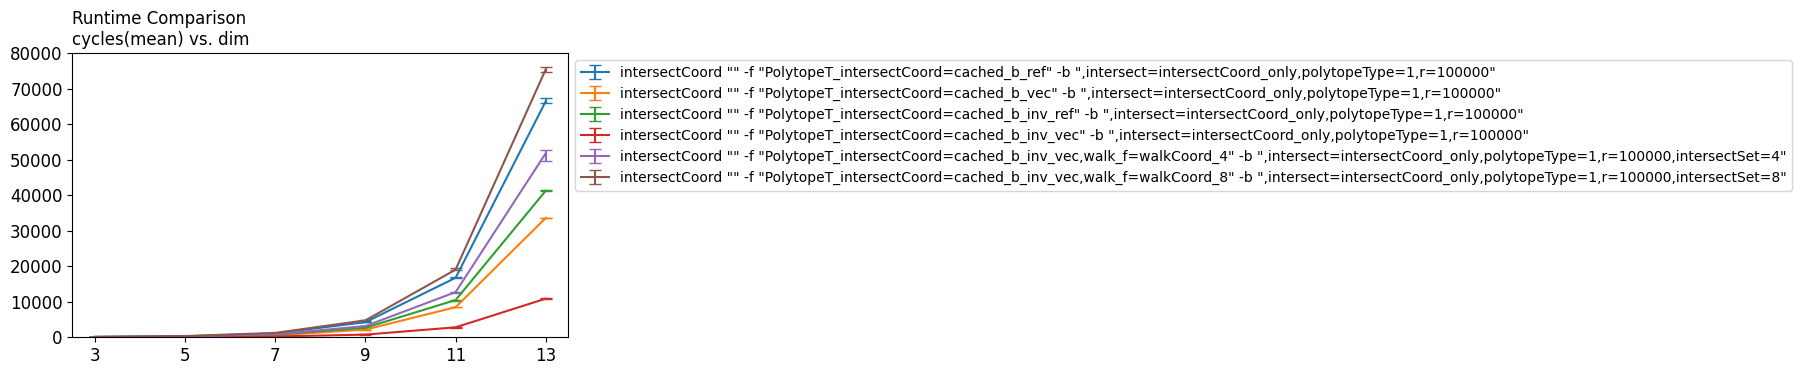 Runtime Comparison
cycles(mean) vs. dim
80000
70000
60000
50000
40000
30000
20000
10000
0
3 5 7 9 11 13
intersectCoord "" -f "PolytopeT_intersectCoord=cached_b_ref" -b ",intersect=intersectCoord_only,polytopeType=1,r=100000"
intersectCoord "" -f "PolytopeT_intersectCoord=cached_b_vec" -b ",intersect=intersectCoord_only,polytopeType=1,r=100000"
intersectCoord "" -f "PolytopeT_intersectCoord=cached_b_inv_ref" -b ",intersect=intersectCoord_only,polytopeType=1,r=100000"
intersectCoord "" -f "PolytopeT_intersectCoord=cached_b_inv_vec" -b ",intersect=intersectCoord_only,polytopeType=1,r=100000"
intersectCoord "" -f "PolytopeT_intersectCoord=cached_b_inv_vec,walk_f=walkCoord_4" -b ",intersect=intersectCoord_only,polytopeType=1,r=100000,intersectSet=4"
intersectCoord "" -f "PolytopeT_intersectCoord=cached_b_inv_vec,walk_f=walkCoord_8" -b ",intersect=intersectCoord_only,polytopeType=1,r=100000,intersectSet=8"